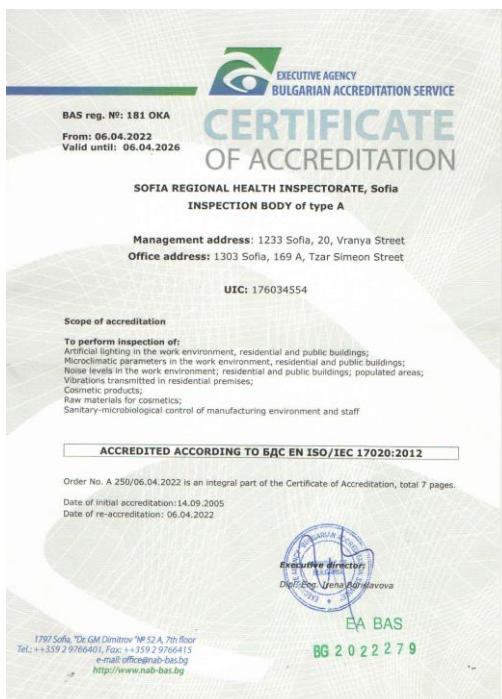 EXECUTIVE AGENCY
BULGARIAN ACCREDITATION SERVICE
BAS reg. Nº: 181 OKA
From: 06.04.2022
Valid until: 06.04.2026
CERTIFICATE
OF ACCREDITATION
SOFIA REGIONAL HEALTH INSPECTORATE, Sofia
INSPECTION BODY of type A
Management address: 1233 Sofia, 20, Vranya Street
Office address: 1303 Sofia, 169 A, Tzar Simeon Street
UIC: 176034554
Scope of accreditation
To perform inspection of:
Artificial lighting in the work environment, residential and public buildings;
Microclimatic parameters in the work environment, residential and public buildings;
Noise levels in the work environment; residential and public buildings; populated areas;
Vibrations transmitted in residential premises;
Cosmetic products;
Raw materials for cosmetics;
Sanitary-microbiological control of manufacturing environment and staff
ACCREDITED ACCORDING TO БДС EN ISO/IEC 17020:2012
Order No. A 250/06.04.2022 is an integral part of the Certificate of Accreditation, total 7 pages.
Date of initial accreditation:14.09.2005
Date of re-accreditation: 06.04.2022
Executive director:
Dipl. Eng. Irena Borislavova
EA BAS
BG 2022279
1797 Sofia, "Dr. GM Dimitrov "Nº 52 A, 7th floor
Tel.: ++359 2 9766401, Fax: ++359 2 9766415
e-mail: office@nab-bas.bg
http://www.nab-bas.bg